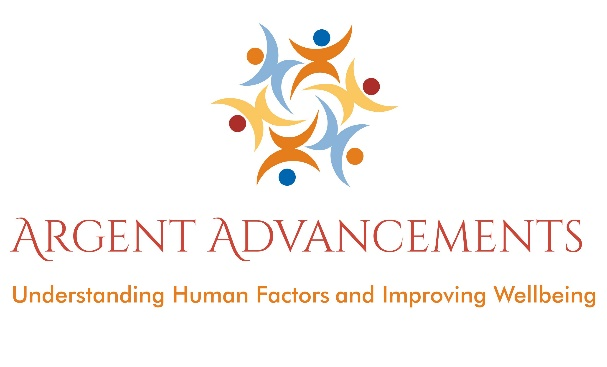 Argent Advancements
Understanding Human Factors and Improving Wellbeing